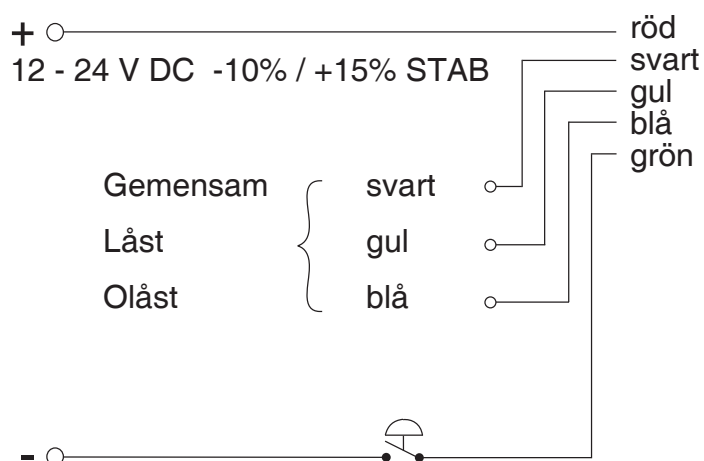 + röd
12 - 24 V DC -10% / +15% STAB svart
gul
blå
grön
Gemensam svart
Låst gul
Olåst blå
-